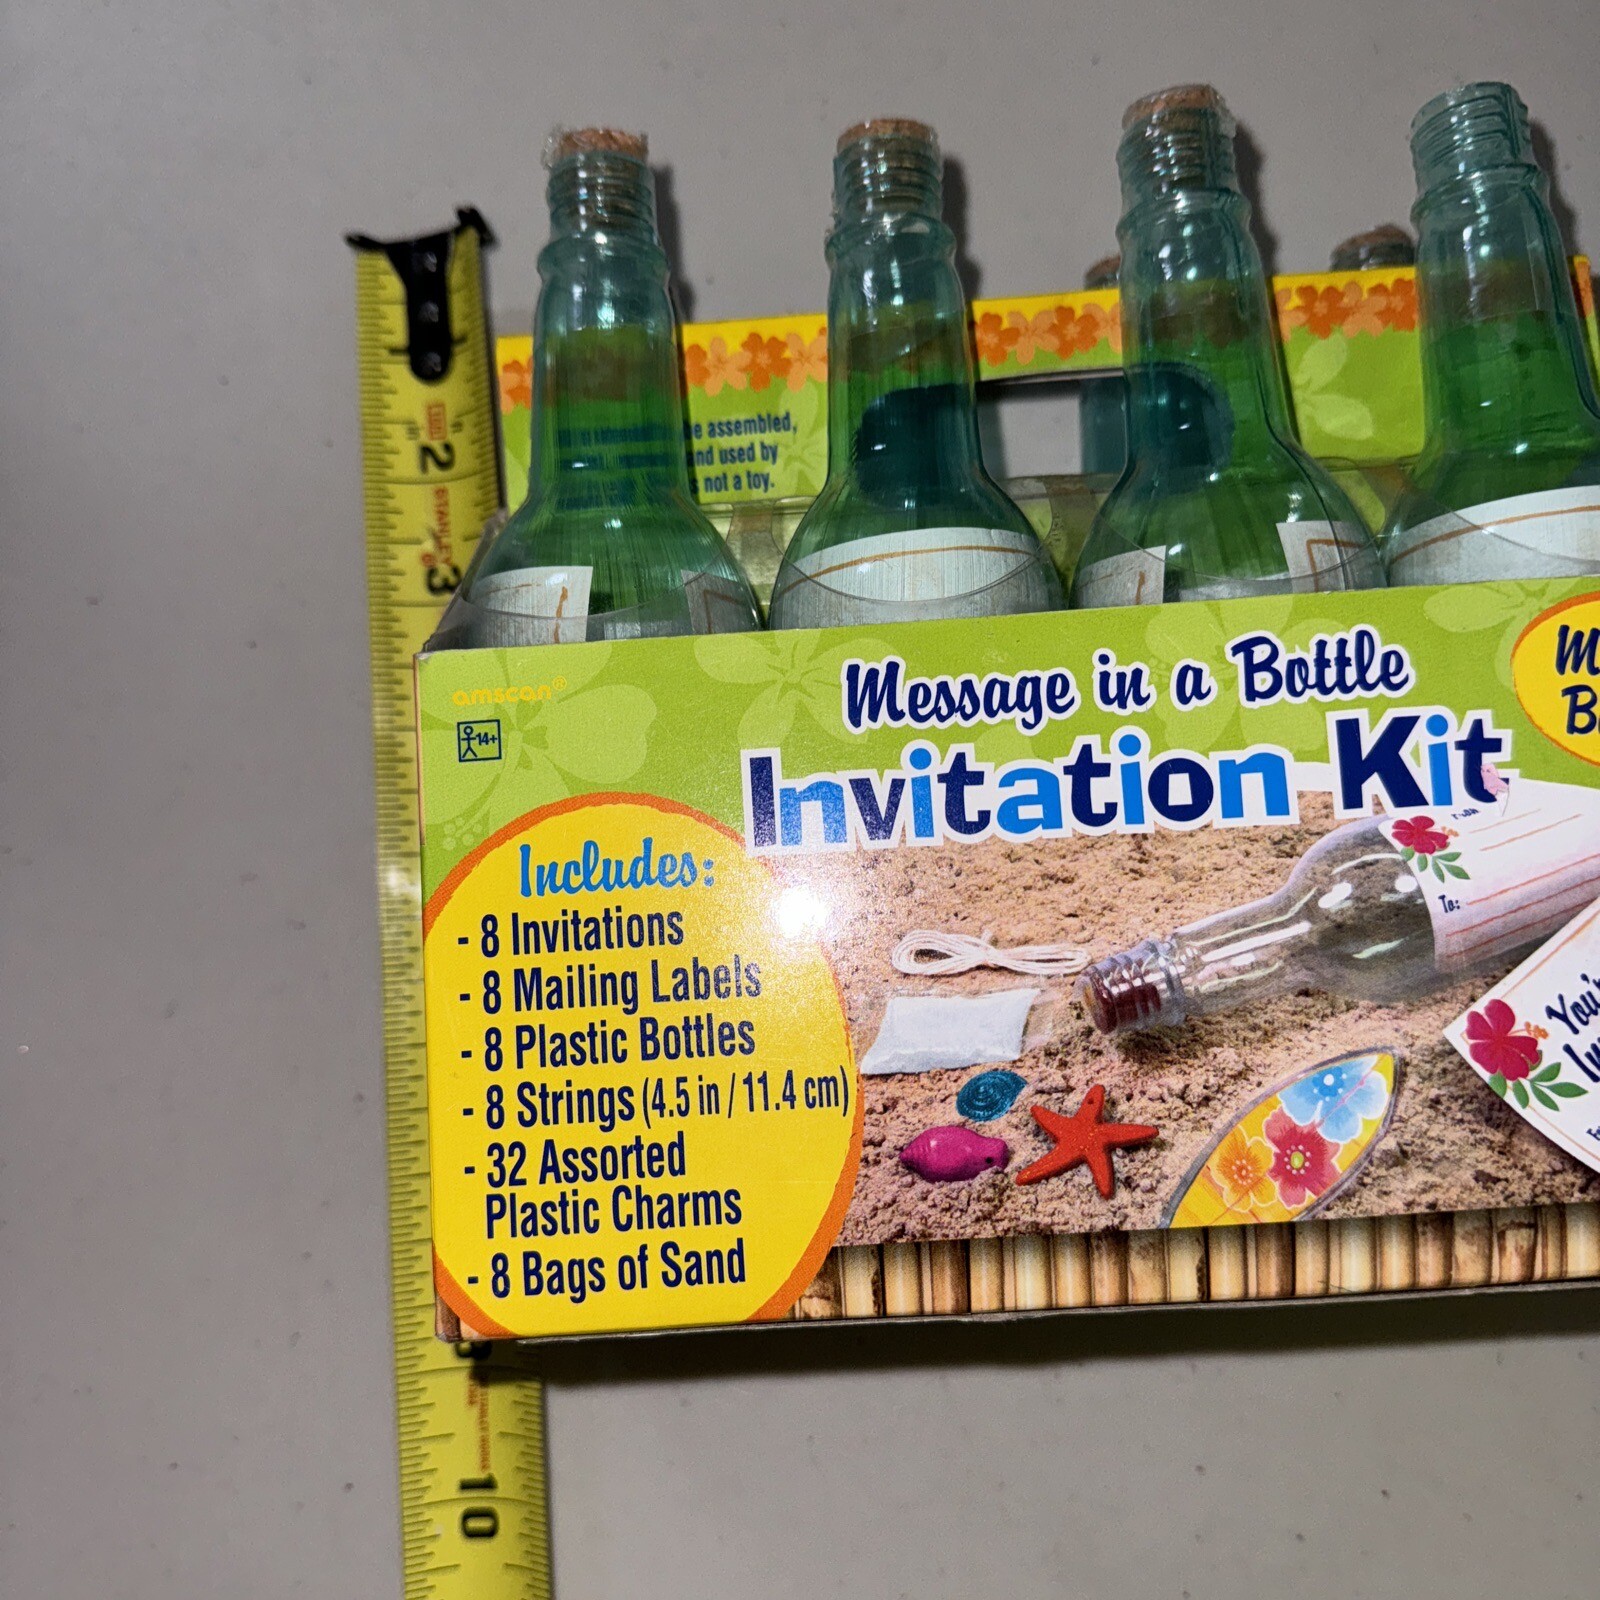 2
STANLEY
3
e assembled,
nd used by
s not a toy.
amscan®
14+
Message in a Bottle
Invitation Kit
Includes:
- 8 Invitations
- 8 Mailing Labels
- 8 Plastic Bottles
- 8 Strings (4.5 in / 11.4 cm)
- 32 Assorted
Plastic Charms
- 8 Bags of Sand
To:
You'
10